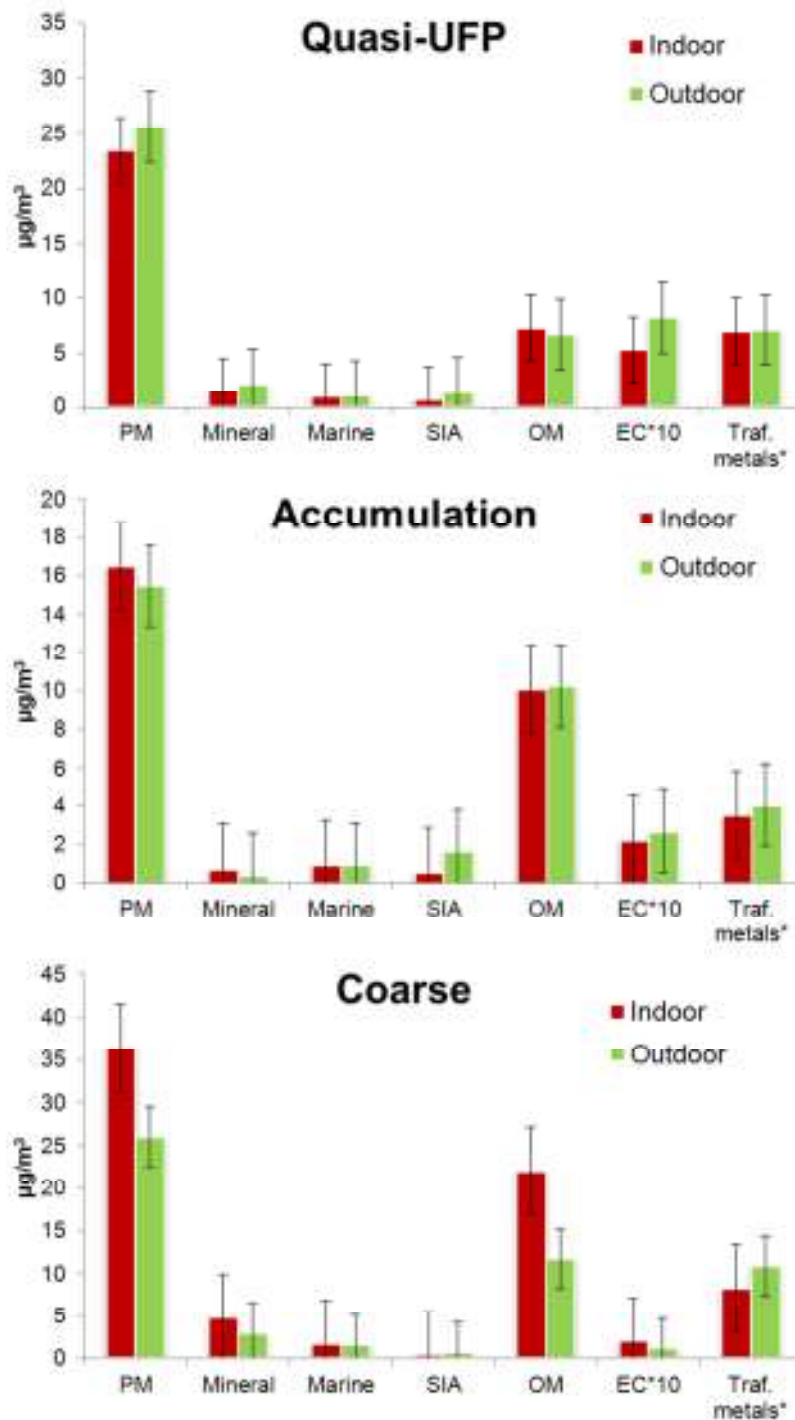 Quasi-UFP
Indoor
Outdoor
35
30
25
20
15
10
5
0
µg/m³
PM Mineral Marine SIA OM EC*10 Traf.
metals*
Accumulation
Indoor
Outdoor
20
18
16
14
12
10
8
6
4
2
0
µg/m³
PM Mineral Marine SIA OM EC*10 Traf.
metals*
Coarse
Indoor
Outdoor
45
40
35
30
25
20
15
10
5
0
µg/m³
PM Mineral Marine SIA OM EC*10 Traf.
metals*